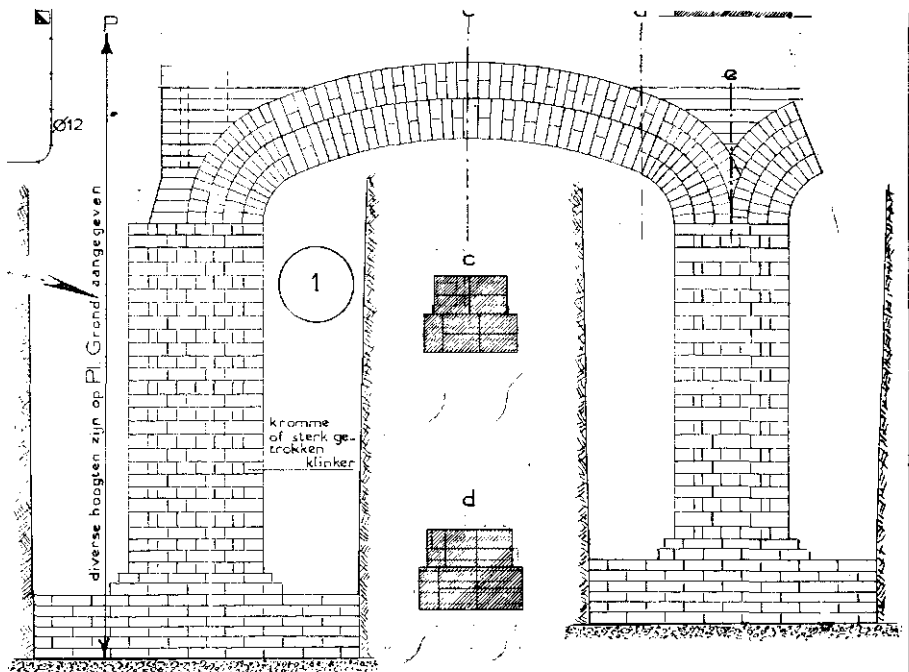 P
Ø12
e
diverse hoogten zijn op Pl. Grond aangegeven
1
c
kromme
of sterk ge-
trokken
klinker
d